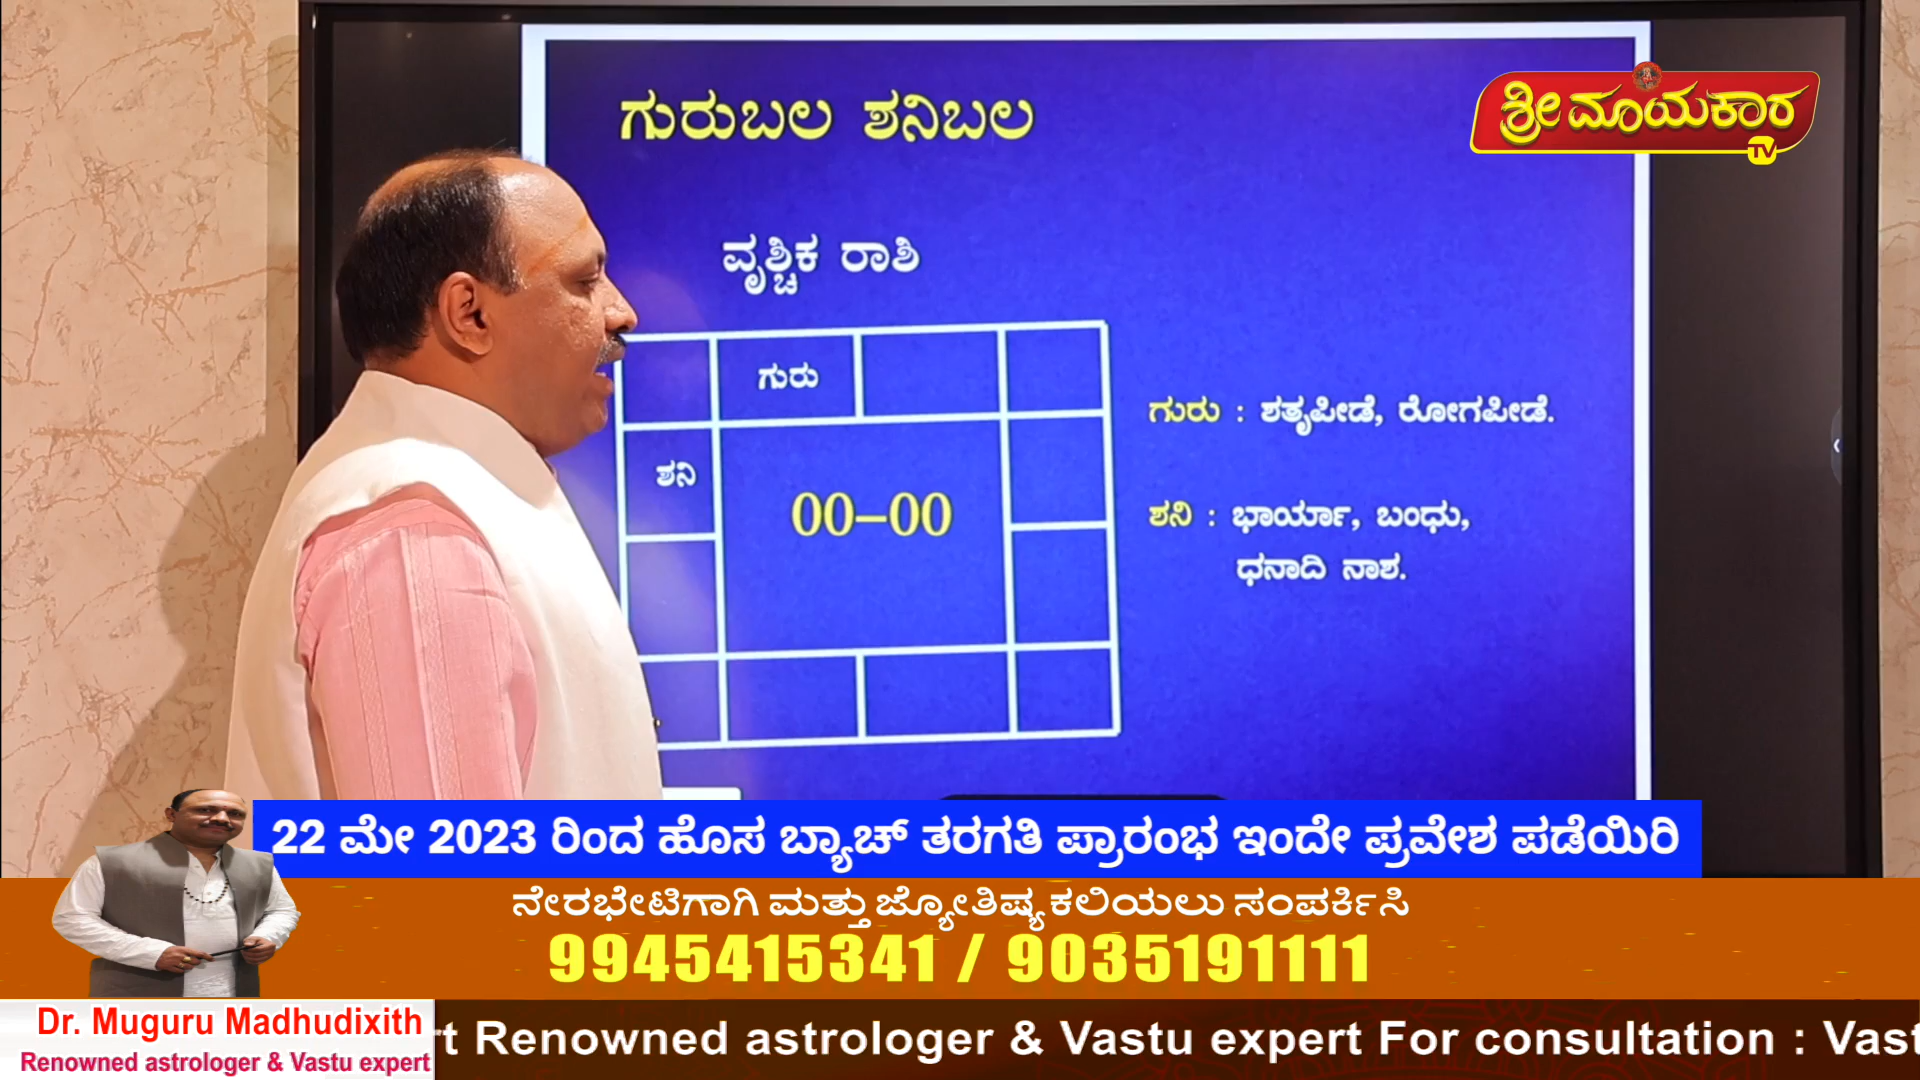 ಗುರುಬಲ ಶನಿಬಲ
ಶ್ರೀ ಮಾಯಕಾರ
TV
ವೃಶ್ಚಿಕ ರಾಶಿ
ಗುರು
ಶನಿ
00–00
ಗುರು : ಶತೃಪೀಡೆ, ರೋಗಪೀಡೆ.
ಶನಿ : ಭಾರ್ಯಾ, ಬಂಧು,
ಧನಾದಿ ನಾಶ.
22 ಮೇ 2023 ರಿಂದ ಹೊಸ ಬ್ಯಾಚ್ ತರಗತಿ ಪ್ರಾರಂಭ ಇಂದೇ ಪ್ರವೇಶ ಪಡೆಯಿರಿ
ನೇರಭೇಟಿಗಾಗಿ ಮತ್ತು ಜ್ಯೋತಿಷ್ಯ ಕಲಿಯಲು ಸಂಪರ್ಕಿಸಿ
9945415341 / 9035191111
Dr. Muguru Madhudixith
Renowned astrologer & Vastu expert
t Renowned astrologer & Vastu expert For consultation : Vast